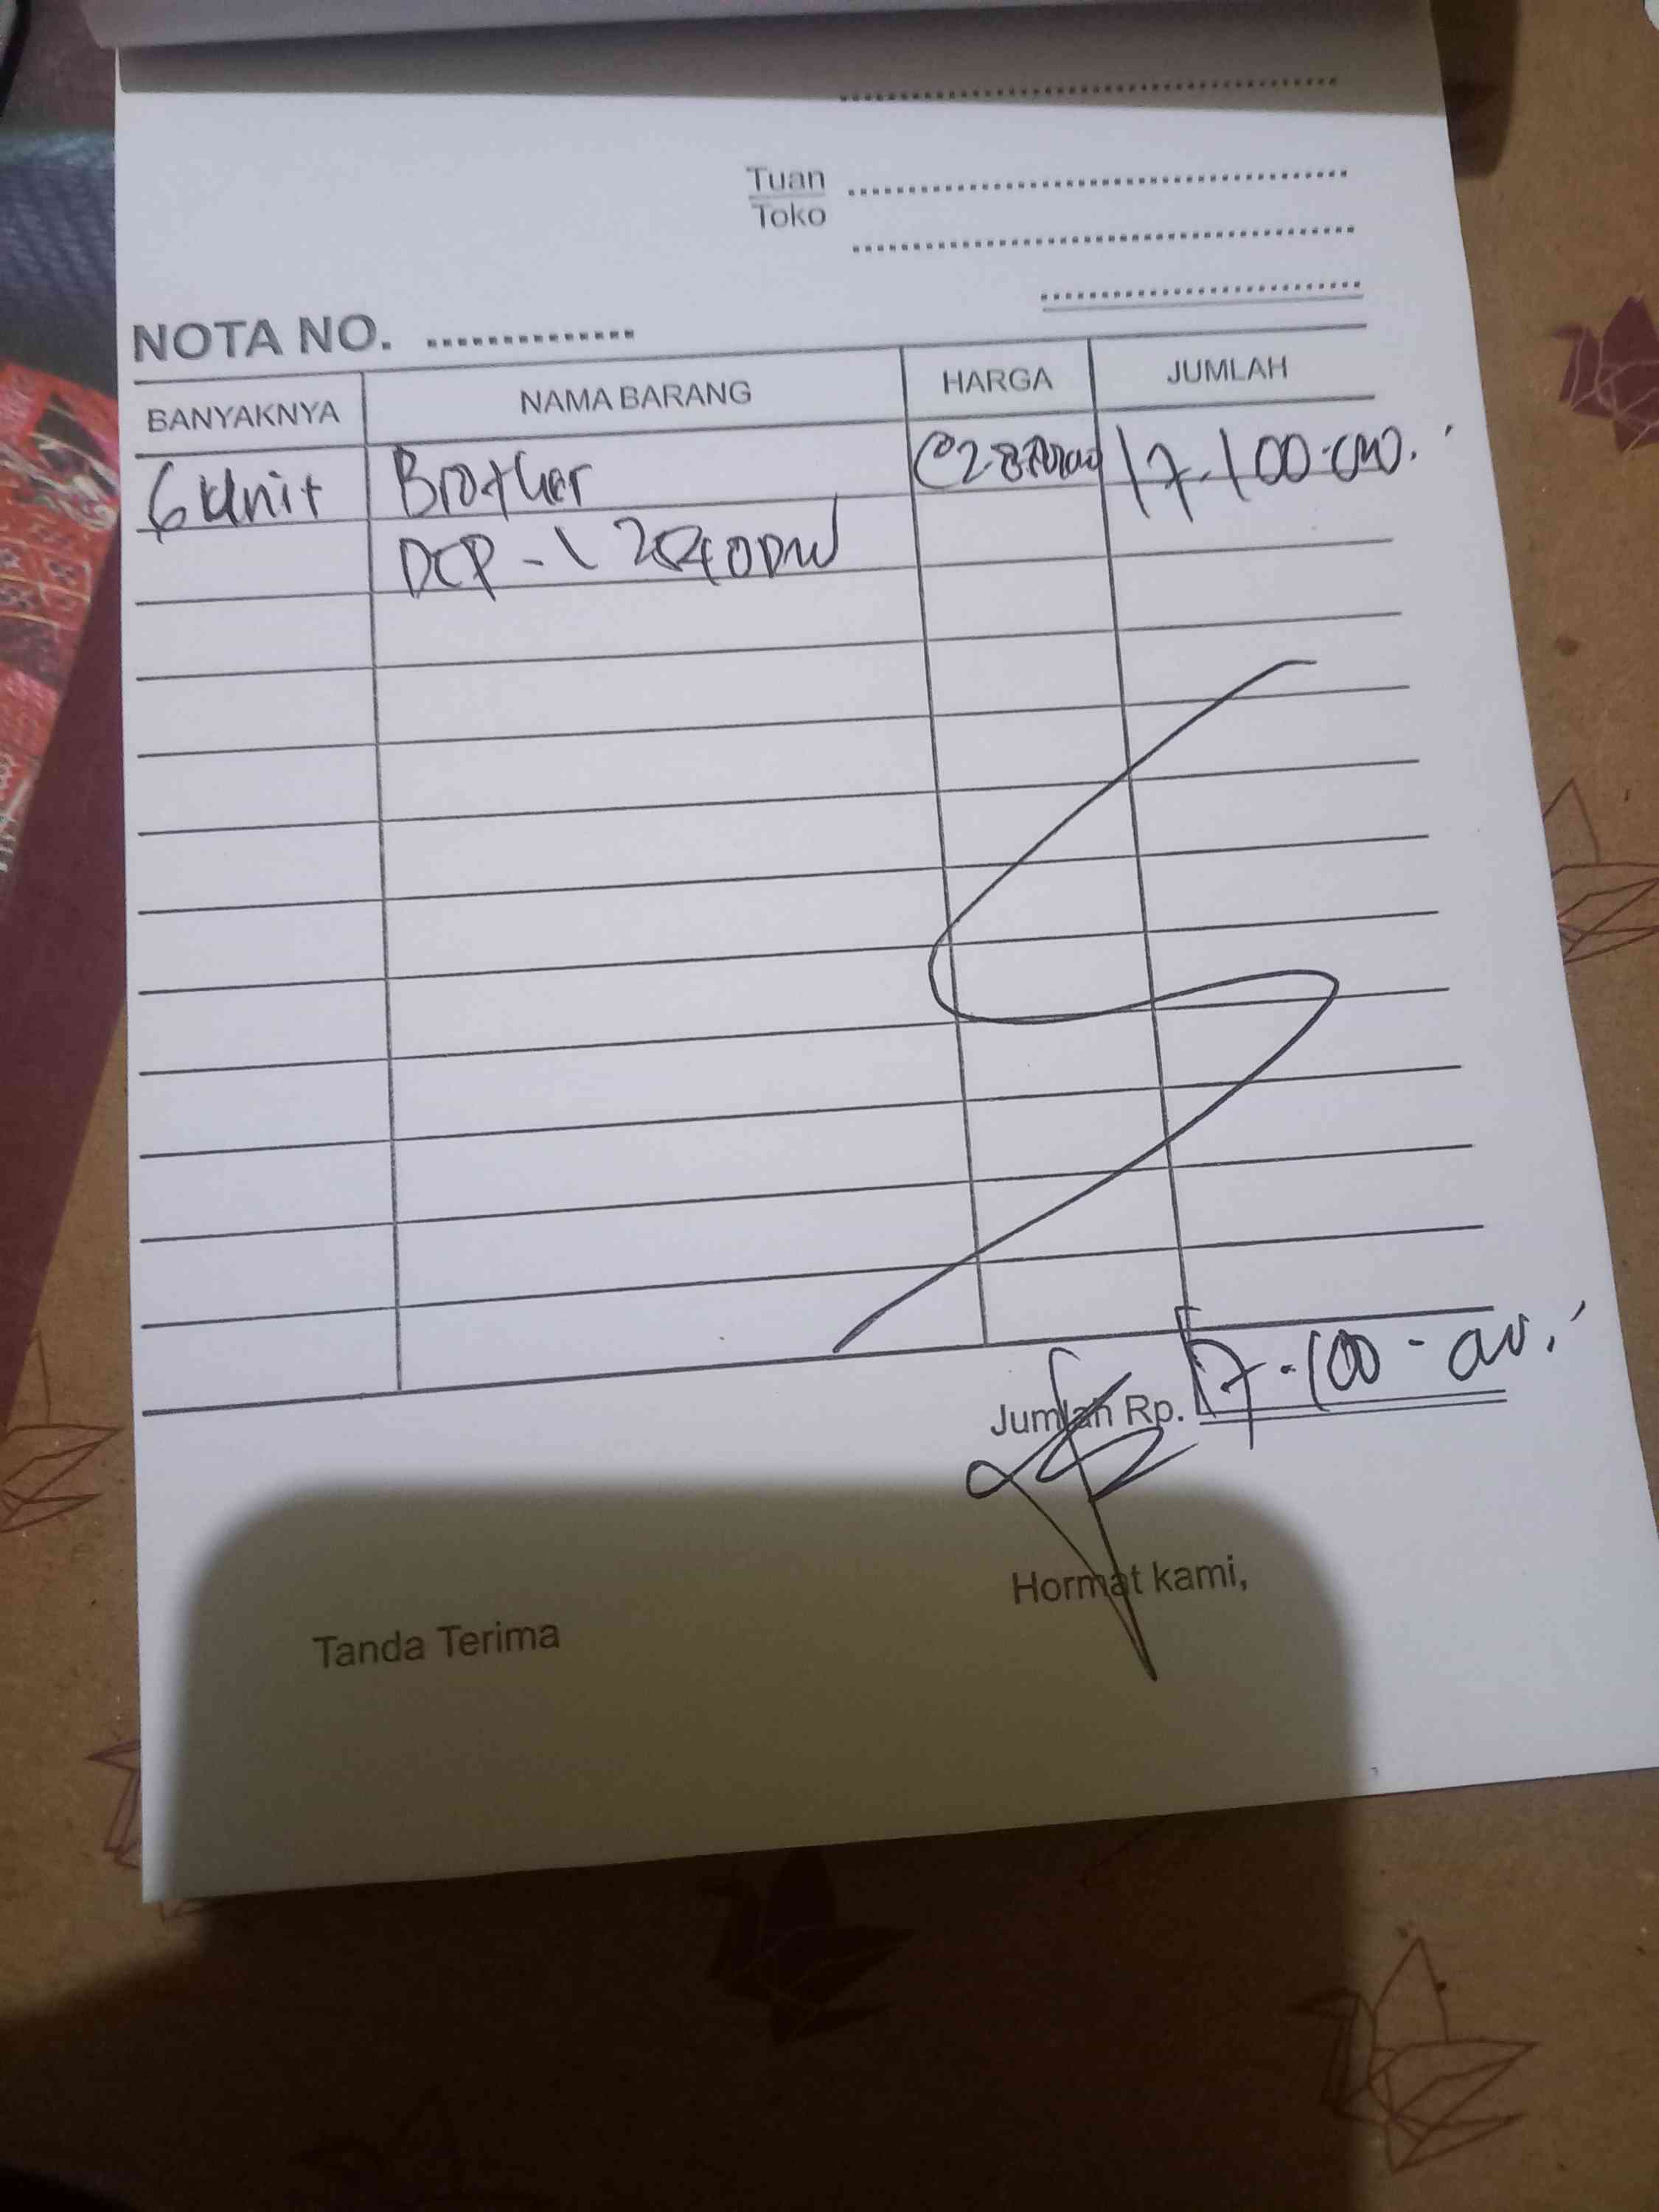 Tuan
Toko
NOTA NO.
BANYAKNYA NAMA BARANG HARGA JUMLAH
6 Unit Brother 17.100.000.
DCP-L2540DW
Jumlah Rp. 17.100.000.
Hormat kami,
Tanda Terima